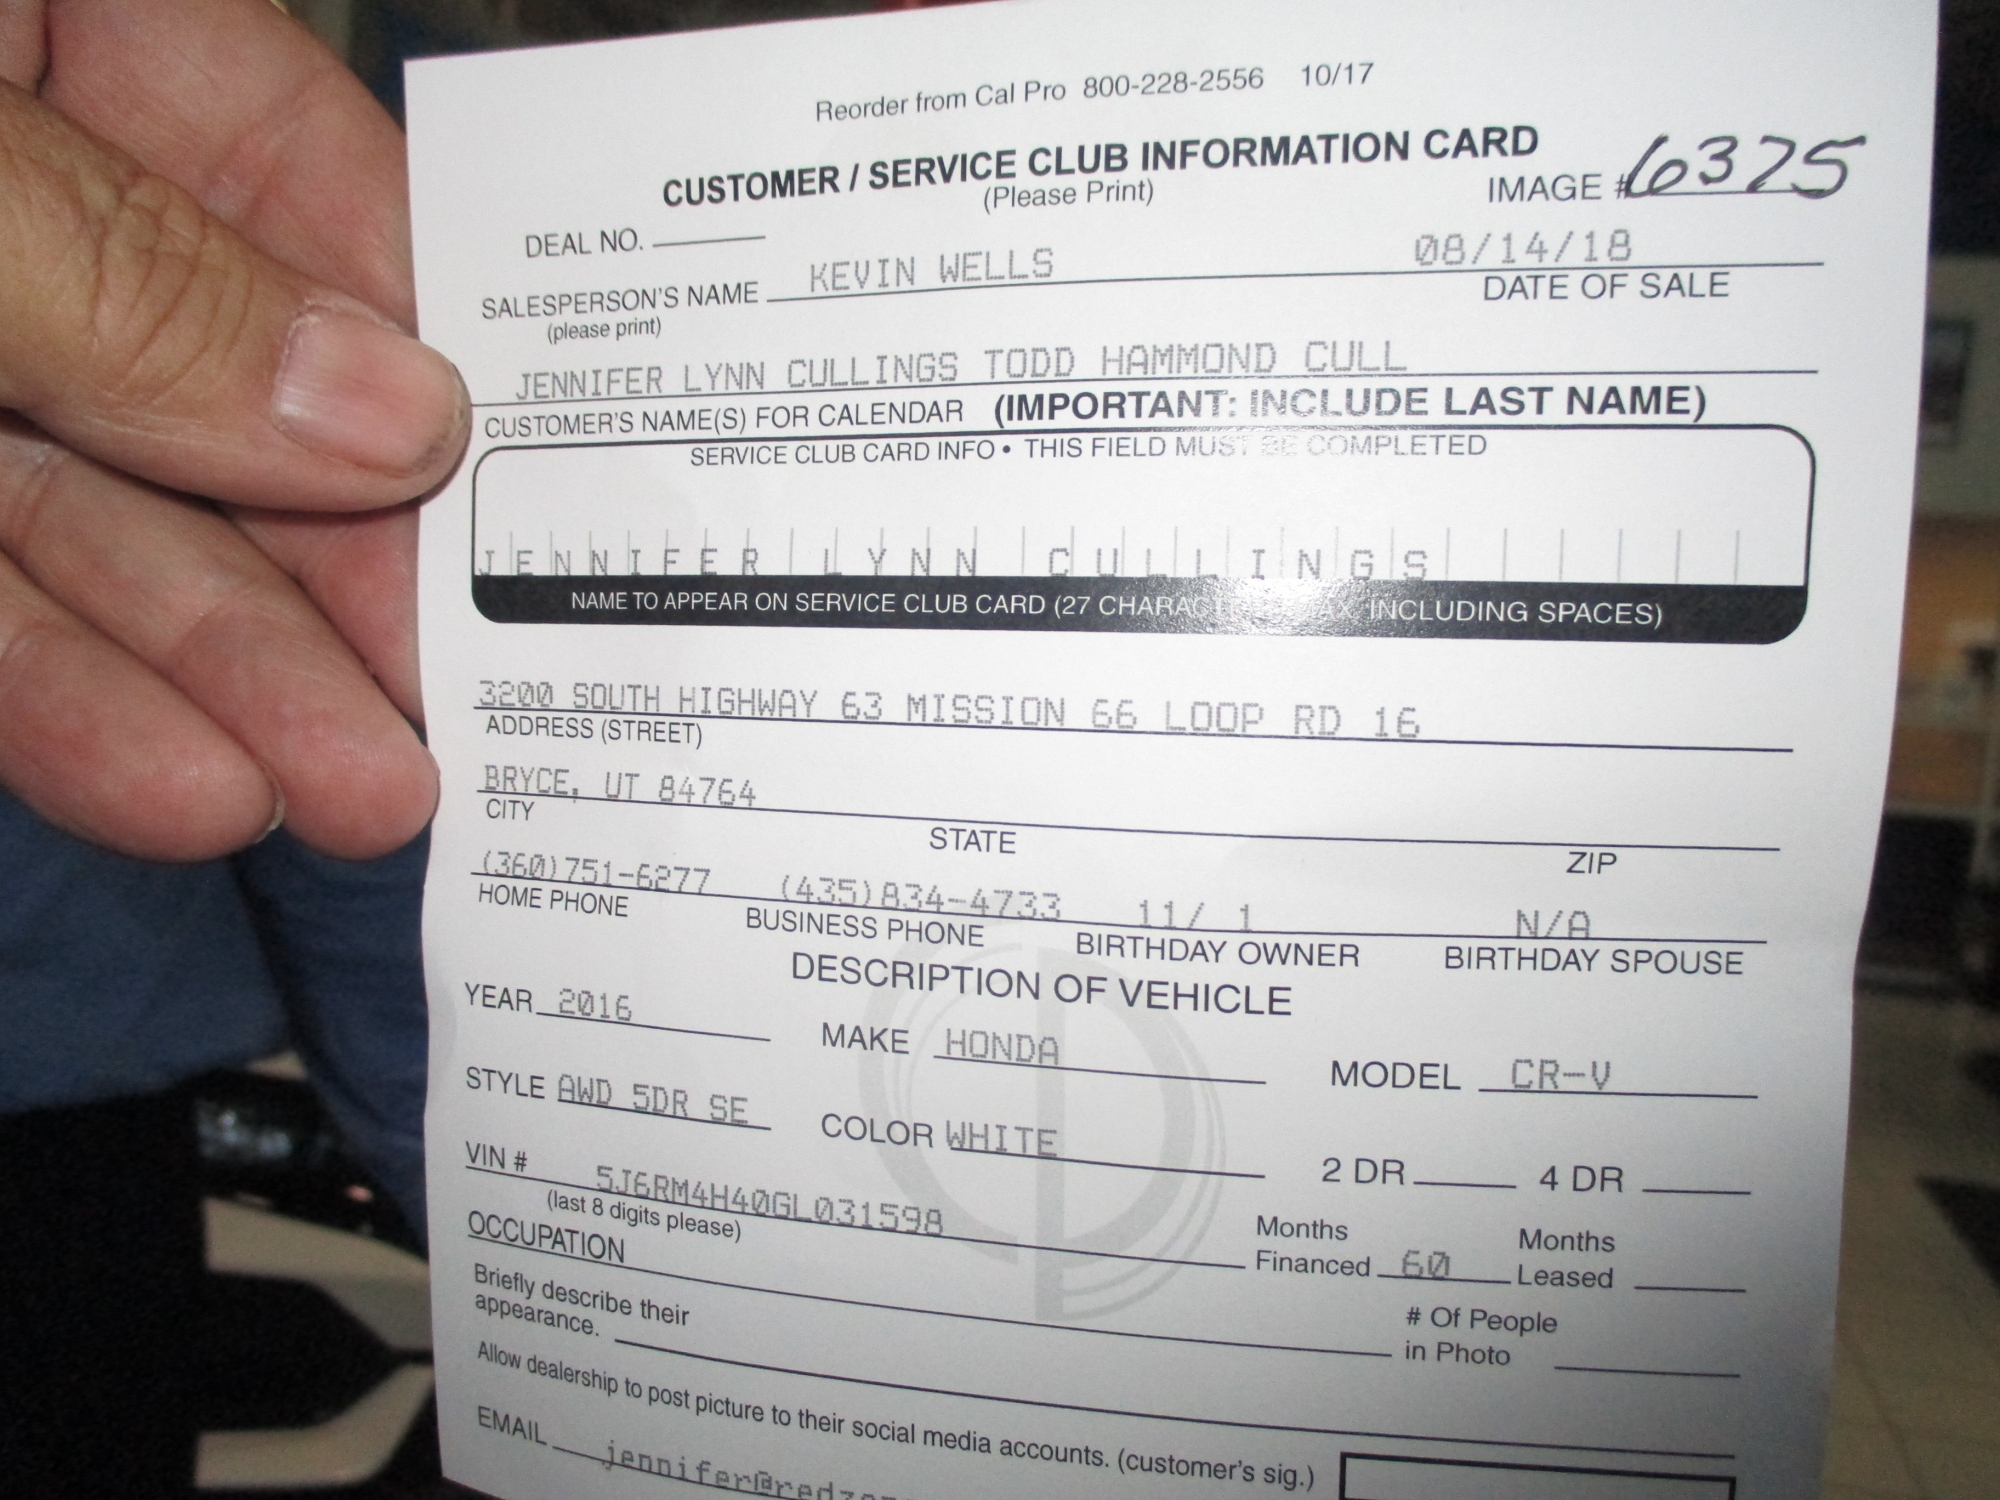 Reorder from Cal Pro 800-228-2556 10/17
CUSTOMER / SERVICE CLUB INFORMATION CARD
(Please Print)
IMAGE # 6375
DEAL NO.
SALESPERSON'S NAME KEVIN WELLS 08/14/18
(please print) DATE OF SALE
JENNIFER LYNN CULLINGS TODD HAMMOND CULL
CUSTOMER'S NAME(S) FOR CALENDAR (IMPORTANT: INCLUDE LAST NAME)
SERVICE CLUB CARD INFO • THIS FIELD MUST BE COMPLETED
JENNIFER LYNN CULLINGS
NAME TO APPEAR ON SERVICE CLUB CARD (27 CHARACTERS MAX. INCLUDING SPACES)
3200 SOUTH HIGHWAY 63 MISSION 66 LOOP RD 16
ADDRESS (STREET)
BRYCE, UT 84764
CITY STATE ZIP
(360)751-6277 (435)834-4733 11/ 1 N/A
HOME PHONE BUSINESS PHONE BIRTHDAY OWNER BIRTHDAY SPOUSE
DESCRIPTION OF VEHICLE
YEAR 2016 MAKE HONDA MODEL CR-V
STYLE AWD 5DR SE COLOR WHITE 2 DR 4 DR
VIN # 5J6RM4H40GL031598
(last 8 digits please)
Months Financed 60 Months Leased
OCCUPATION
# Of People in Photo
Briefly describe their
appearance.
Allow dealership to post picture to their social media accounts. (customer's sig.)
EMAIL